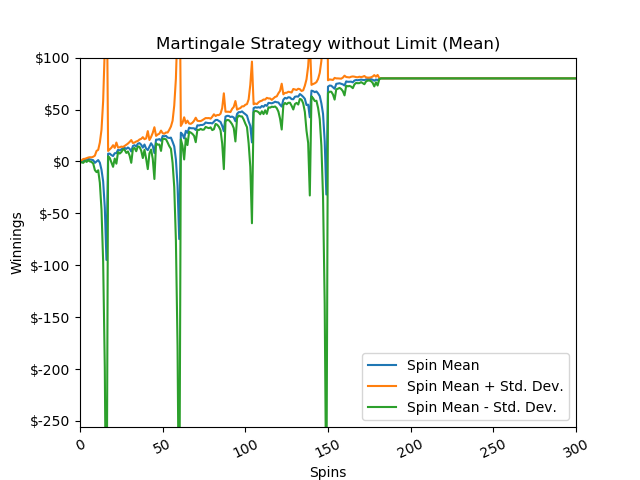 Martingale Strategy without Limit (Mean)
$100
$50
$0
$-50
$-100
$-150
$-200
$-250
Winnings
Spin Mean
Spin Mean + Std. Dev.
Spin Mean - Std. Dev.
0
50
100
150
200
250
300
Spins